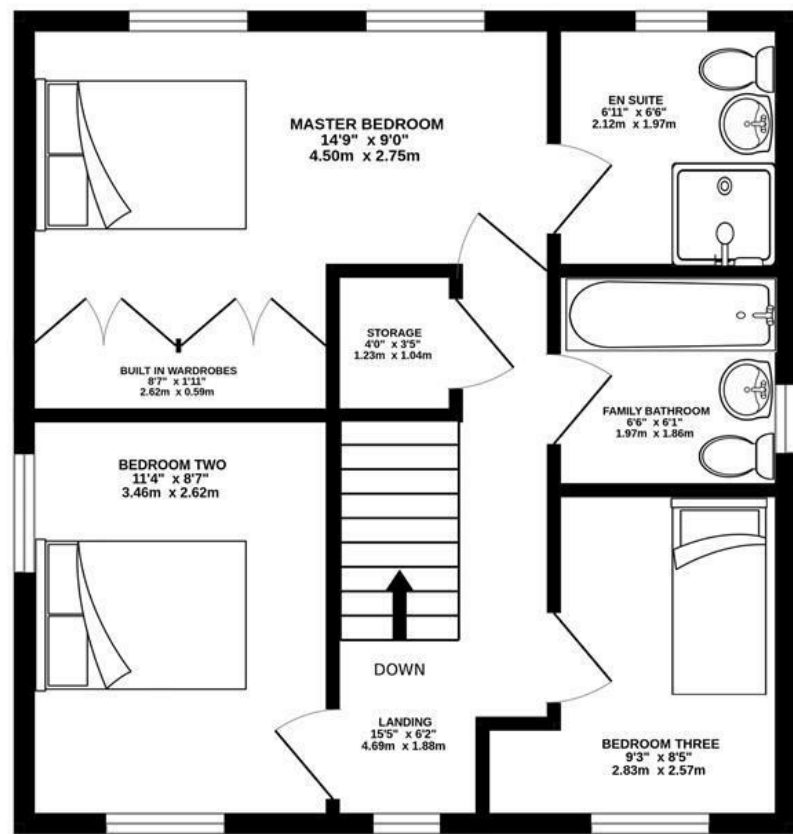 MASTER BEDROOM
14'9" x 9'0"
4.50m x 2.75m
EN SUITE
6'11" x 6'6"
2.12m x 1.97m
STORAGE
4'0" x 3'5"
1.23m x 1.04m
BUILT IN WARDROBES
8'7" x 1'11"
2.62m x 0.59m
FAMILY BATHROOM
6'6" x 6'1"
1.97m x 1.86m
BEDROOM TWO
11'4" x 8'7"
3.46m x 2.62m
DOWN
LANDING
15'5" x 6'2"
4.69m x 1.88m
BEDROOM THREE
9'3" x 8'5"
2.83m x 2.57m